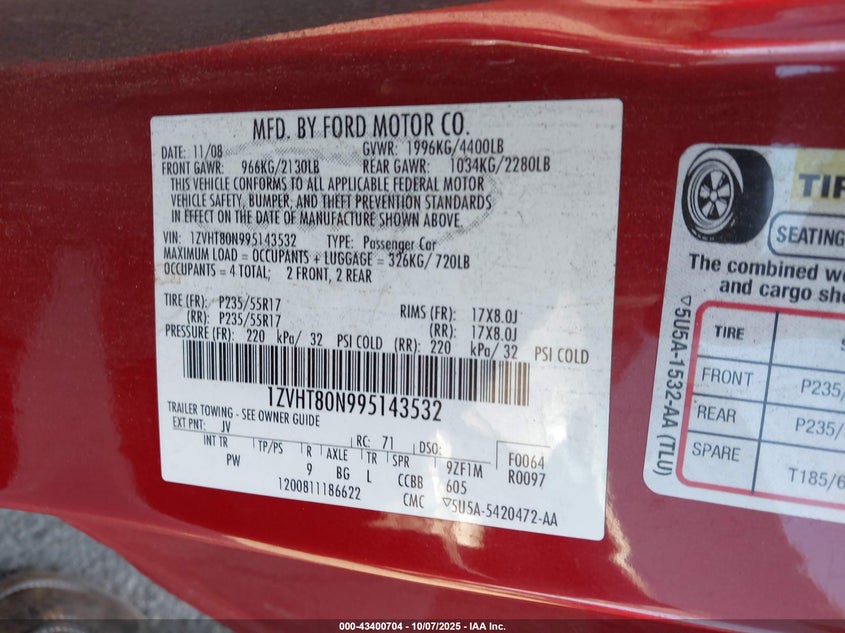 MFD. BY FORD MOTOR CO.
DATE: 11/08 GVWR: 1996KG/4400LB
FRONT GAWR: 966KG/2130LB REAR GAWR: 1034KG/2280LB
THIS VEHICLE CONFORMS TO ALL APPLICABLE FEDERAL MOTOR
VEHICLE SAFETY, BUMPER, AND THEFT PREVENTION STANDARDS
IN EFFECT ON THE DATE OF MANUFACTURE SHOWN ABOVE.
VIN: 1ZVHT80N995143532 TYPE: Passenger Car
MAXIMUM LOAD = OCCUPANTS + LUGGAGE = 326KG/720LB
OCCUPANTS = 4 TOTAL; 2 FRONT, 2 REAR
TIRE (FR): P235/55R17 RIMS (FR): 17X8.0J
(RR): P235/55R17 (RR): 17X8.0J
PRESSURE (FR): 220 kPa/ 32 PSI COLD (RR): 220 kPa/ 32 PSI COLD
1ZVHT80N995143532
TRAILER TOWING - SEE OWNER GUIDE
EXT PNT: JV RC: 71 DSO: F0064
INT TR TP/PS R AXLE TR SPR 9ZF1M R0097
PW 9 BG L CCBB 605
1200811186622 CMC ▽5U5A-5420472-AA
TIR
SEATING
The combined we
and cargo sho
▽5U5A-1532-AA (TLU)
TIRE S
FRONT P235/
REAR P235/
SPARE T185/6
000-43400704 | 10/07/2025 - IAA Inc.